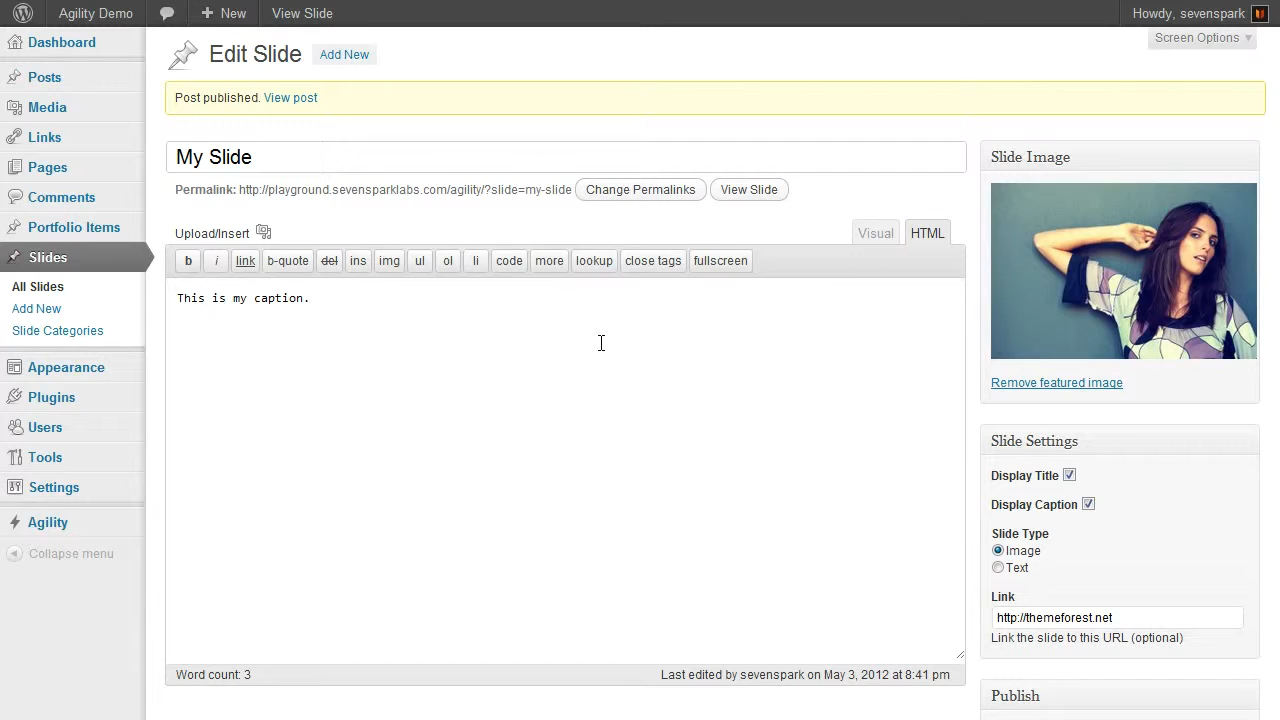 Agility Demo
New
View Slide
Howdy, sevenspark
Dashboard
Posts
Media
Links
Pages
Comments
Portfolio Items
Slides
All Slides
Add New
Slide Categories
Appearance
Plugins
Users
Tools
Settings
Agility
Collapse menu
Screen Options
Edit Slide
Add New
Post published. View post
My Slide
Permalink: http://playground.sevensparklabs.com/agility/?slide=my-slide Change Permalinks View Slide
Upload/Insert
Visual HTML
b i link b-quote del ins img ul ol li code more lookup close tags fullscreen
This is my caption.
Word count: 3
Last edited by sevenspark on May 3, 2012 at 8:41 pm
Slide Image
Remove featured image
Slide Settings
Display Title
Display Caption
Slide Type
Image
Text
Link
http://themeforest.net
Link the slide to this URL (optional)
Publish